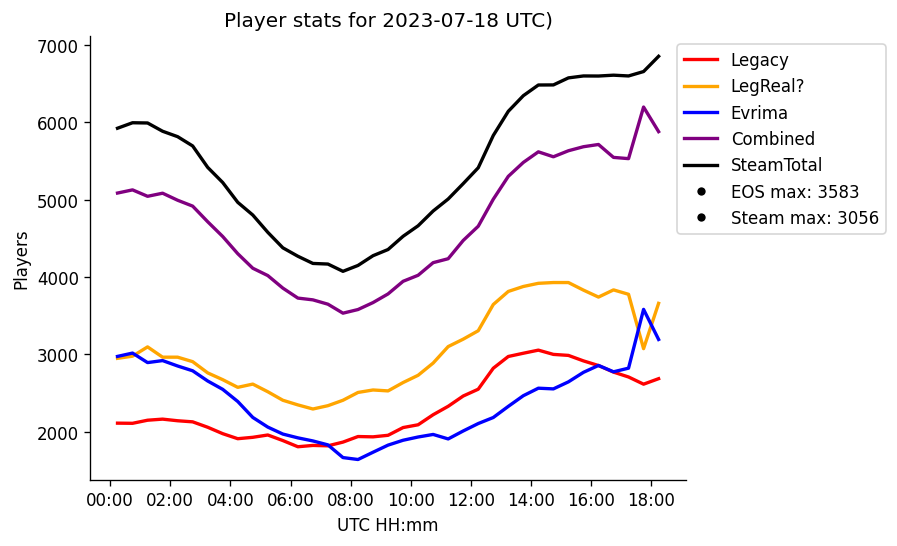 Player stats for 2023-07-18 UTC)
7000
6000
5000
4000
3000
2000
Players
00:00 02:00 04:00 06:00 08:00 10:00 12:00 14:00 16:00 18:00
UTC HH:mm
Legacy
LegReal?
Evrima
Combined
SteamTotal
EOS max: 3583
Steam max: 3056